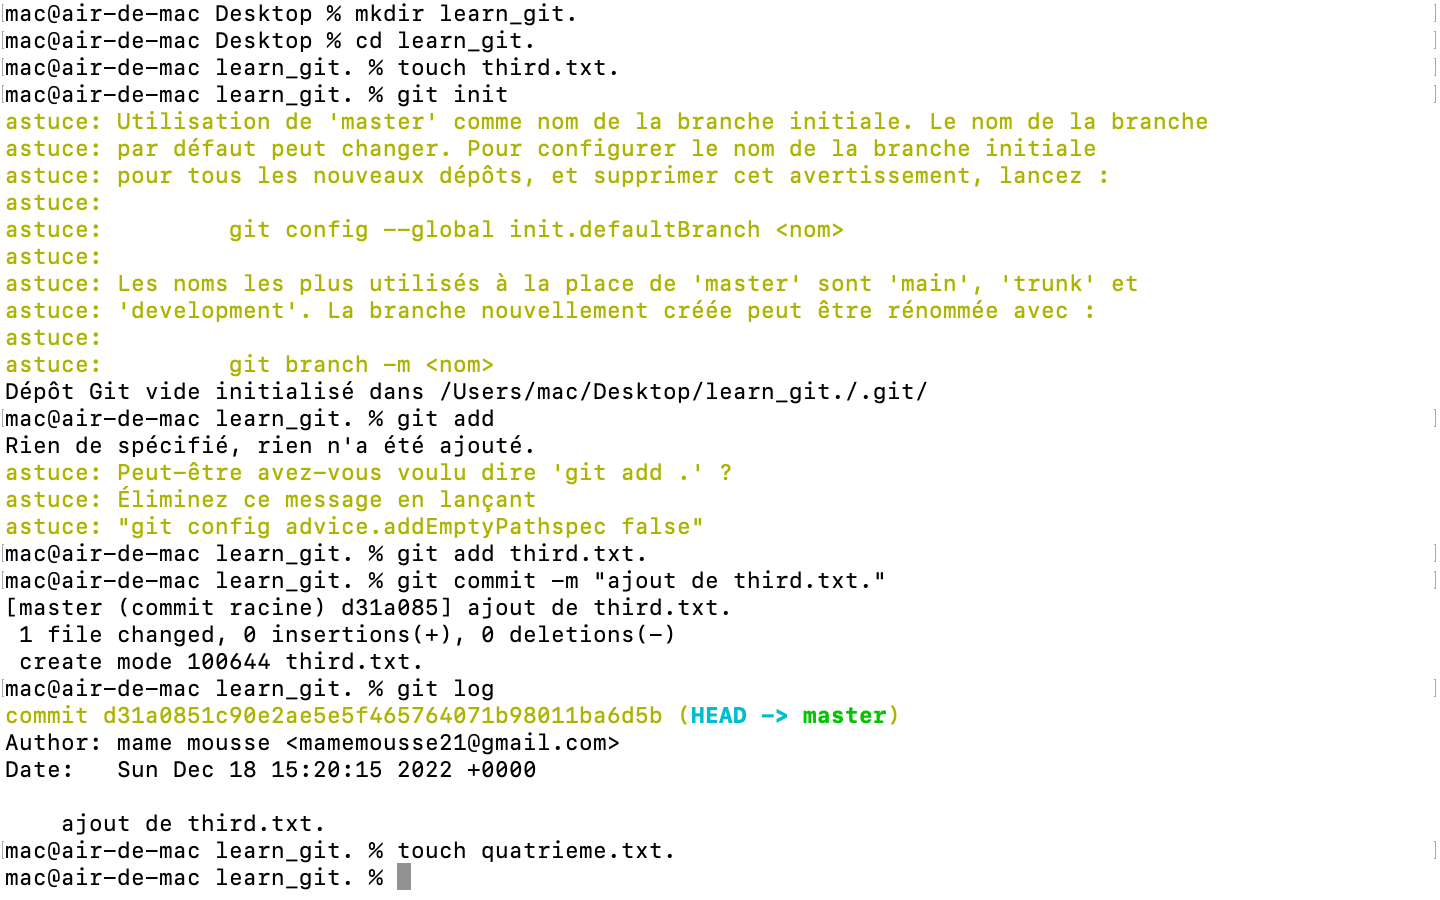 mac@air-de-mac Desktop % mkdir learn_git.
mac@air-de-mac Desktop % cd learn_git.
mac@air-de-mac learn_git. % touch third.txt.
mac@air-de-mac learn_git. % git init
astuce: Utilisation de 'master' comme nom de la branche initiale. Le nom de la branche
astuce: par défaut peut changer. Pour configurer le nom de la branche initiale
astuce: pour tous les nouveaux dépôts, et supprimer cet avertissement, lancez :
astuce:
astuce:         git config --global init.defaultBranch <nom>
astuce:
astuce: Les noms les plus utilisés à la place de 'master' sont 'main', 'trunk' et
astuce: 'development'. La branche nouvellement créée peut être rénommée avec :
astuce:
astuce:         git branch -m <nom>
Dépôt Git vide initialisé dans /Users/mac/Desktop/learn_git./.git/
mac@air-de-mac learn_git. % git add
Rien de spécifié, rien n'a été ajouté.
astuce: Peut-être avez-vous voulu dire 'git add .' ?
astuce: Éliminez ce message en lançant
astuce: "git config advice.addEmptyPathspec false"
mac@air-de-mac learn_git. % git add third.txt.
mac@air-de-mac learn_git. % git commit -m "ajout de third.txt."
[master (commit racine) d31a085] ajout de third.txt.
 1 file changed, 0 insertions(+), 0 deletions(-)
 create mode 100644 third.txt.
mac@air-de-mac learn_git. % git log
commit d31a0851c90e2ae5e5f465764071b98011ba6d5b (HEAD -> master)
Author: mame mousse <mamemousse21@gmail.com>
Date:   Sun Dec 18 15:20:15 2022 +0000

    ajout de third.txt.
mac@air-de-mac learn_git. % touch quatrieme.txt.
mac@air-de-mac learn_git. %